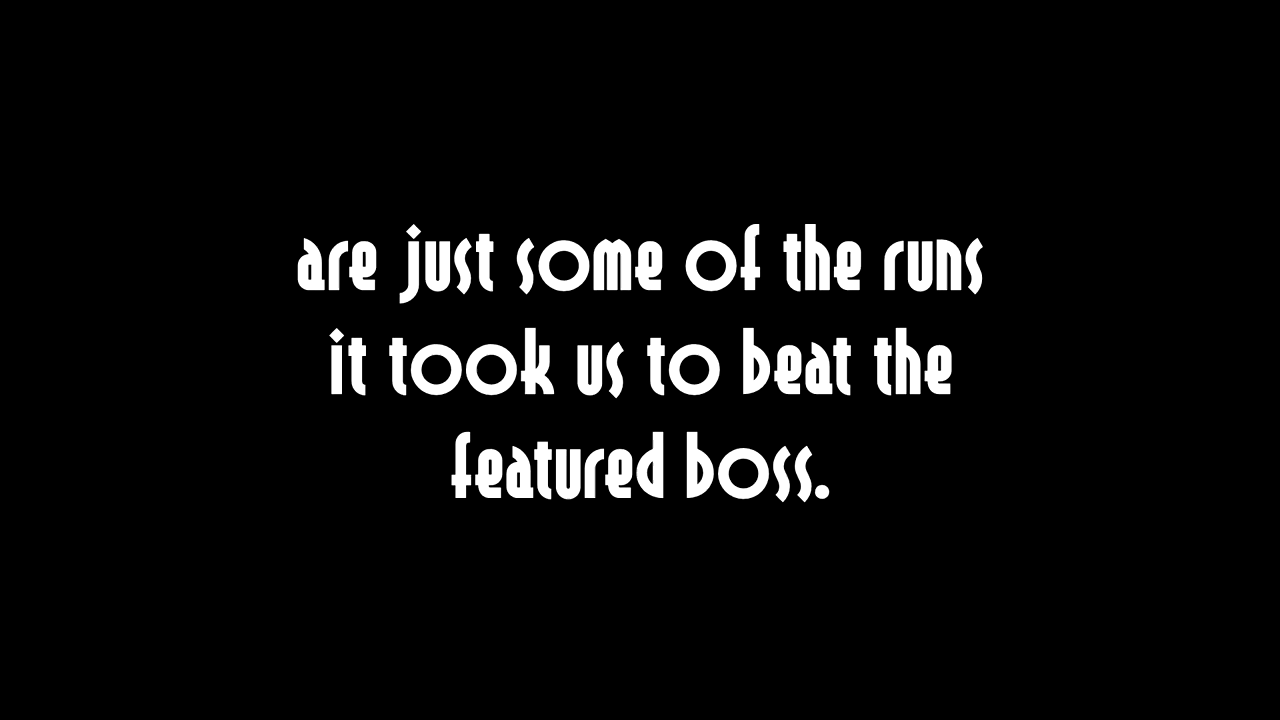 are just some of the runs
it took us to beat the
featured boss.